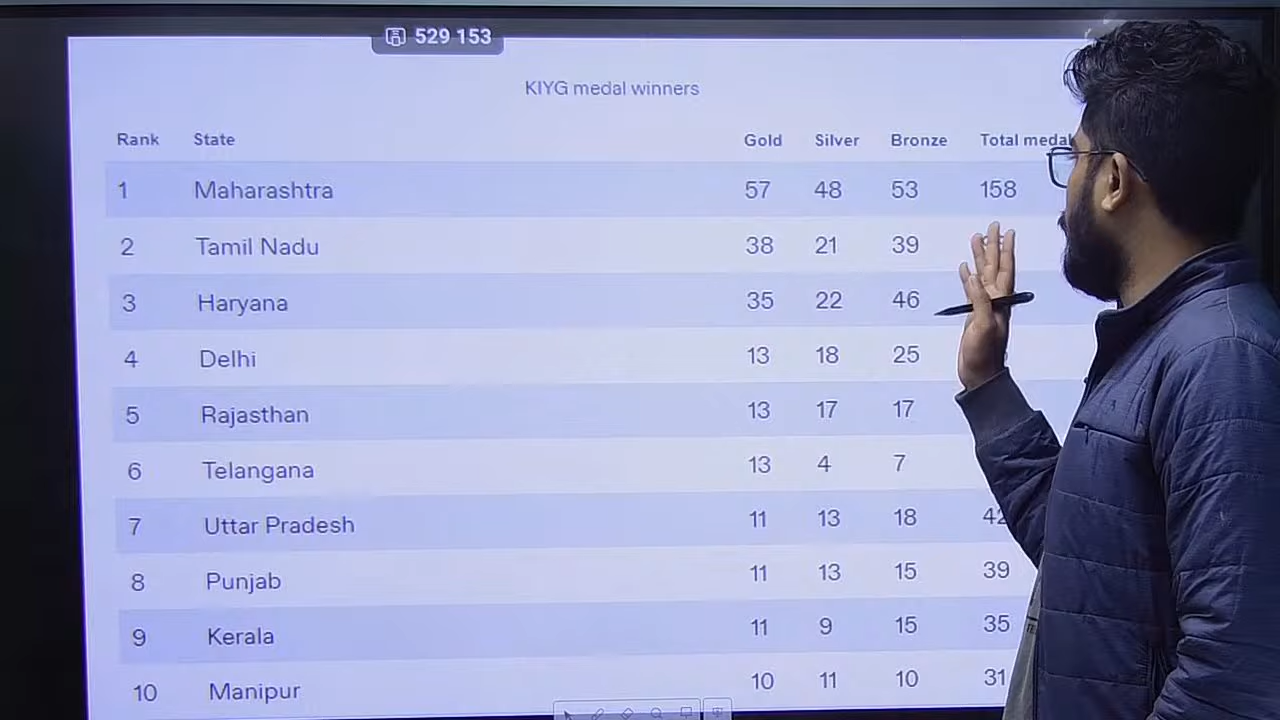 529 153
KIYG medal winners
Rank State Gold Silver Bronze Total medal
1 Maharashtra 57 48 53 158
2 Tamil Nadu 38 21 39
3 Haryana 35 22 46
4 Delhi 13 18 25
5 Rajasthan 13 17 17
6 Telangana 13 4 7
7 Uttar Pradesh 11 13 18 42
8 Punjab 11 13 15 39
9 Kerala 11 9 15 35
10 Manipur 10 11 10 31